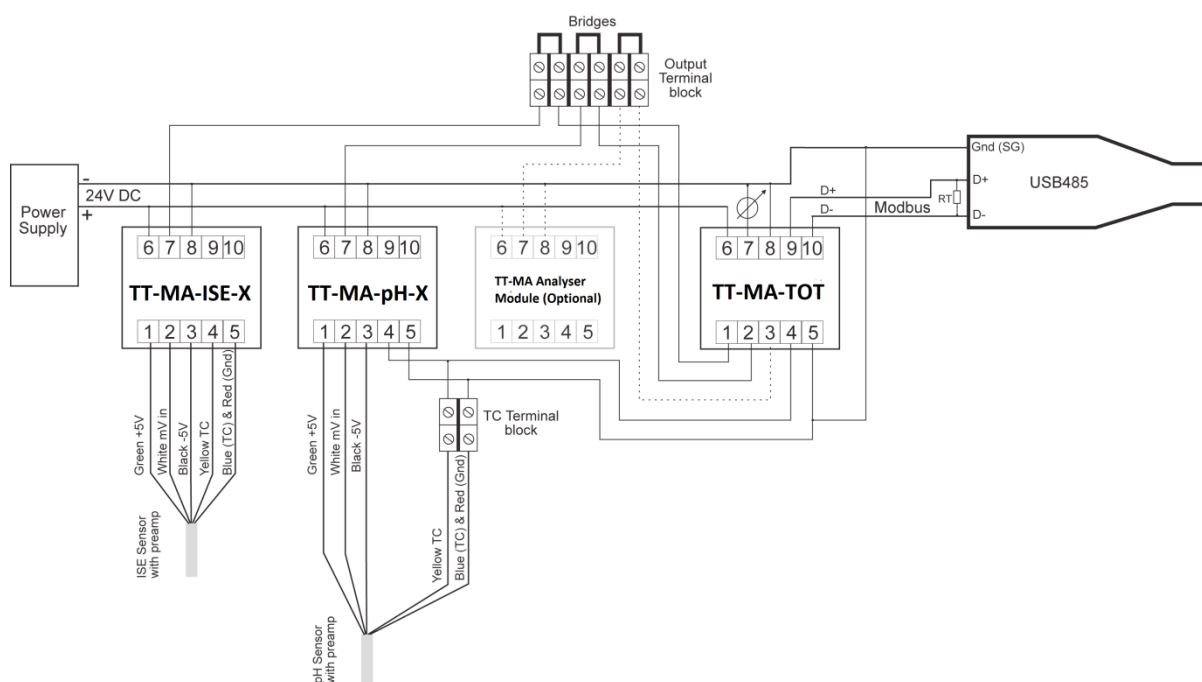 Bridges
Output
Terminal
block
Power
Supply
-
24V DC
+
Gnd (SG)
D+
D-
RT
USB485
D+
D-
Modbus
6 7 8 9 10
TT-MA-ISE-X
1 2 3 4 5
6 7 8 9 10
TT-MA-pH-X
1 2 3 4 5
6 7 8 9 10
TT-MA Analyser
Module (Optional)
1 2 3 4 5
6 7 8 9 10
TT-MA-TOT
1 2 3 4 5
Green +5V
White mV in
Black -5V
Yellow TC
Blue (TC) & Red (Gnd)
ISE Sensor
with preamp
Green +5V
White mV in
Black -5V
TC Terminal
block
Yellow TC
Blue (TC) & Red (Gnd)
pH Sensor
with preamp